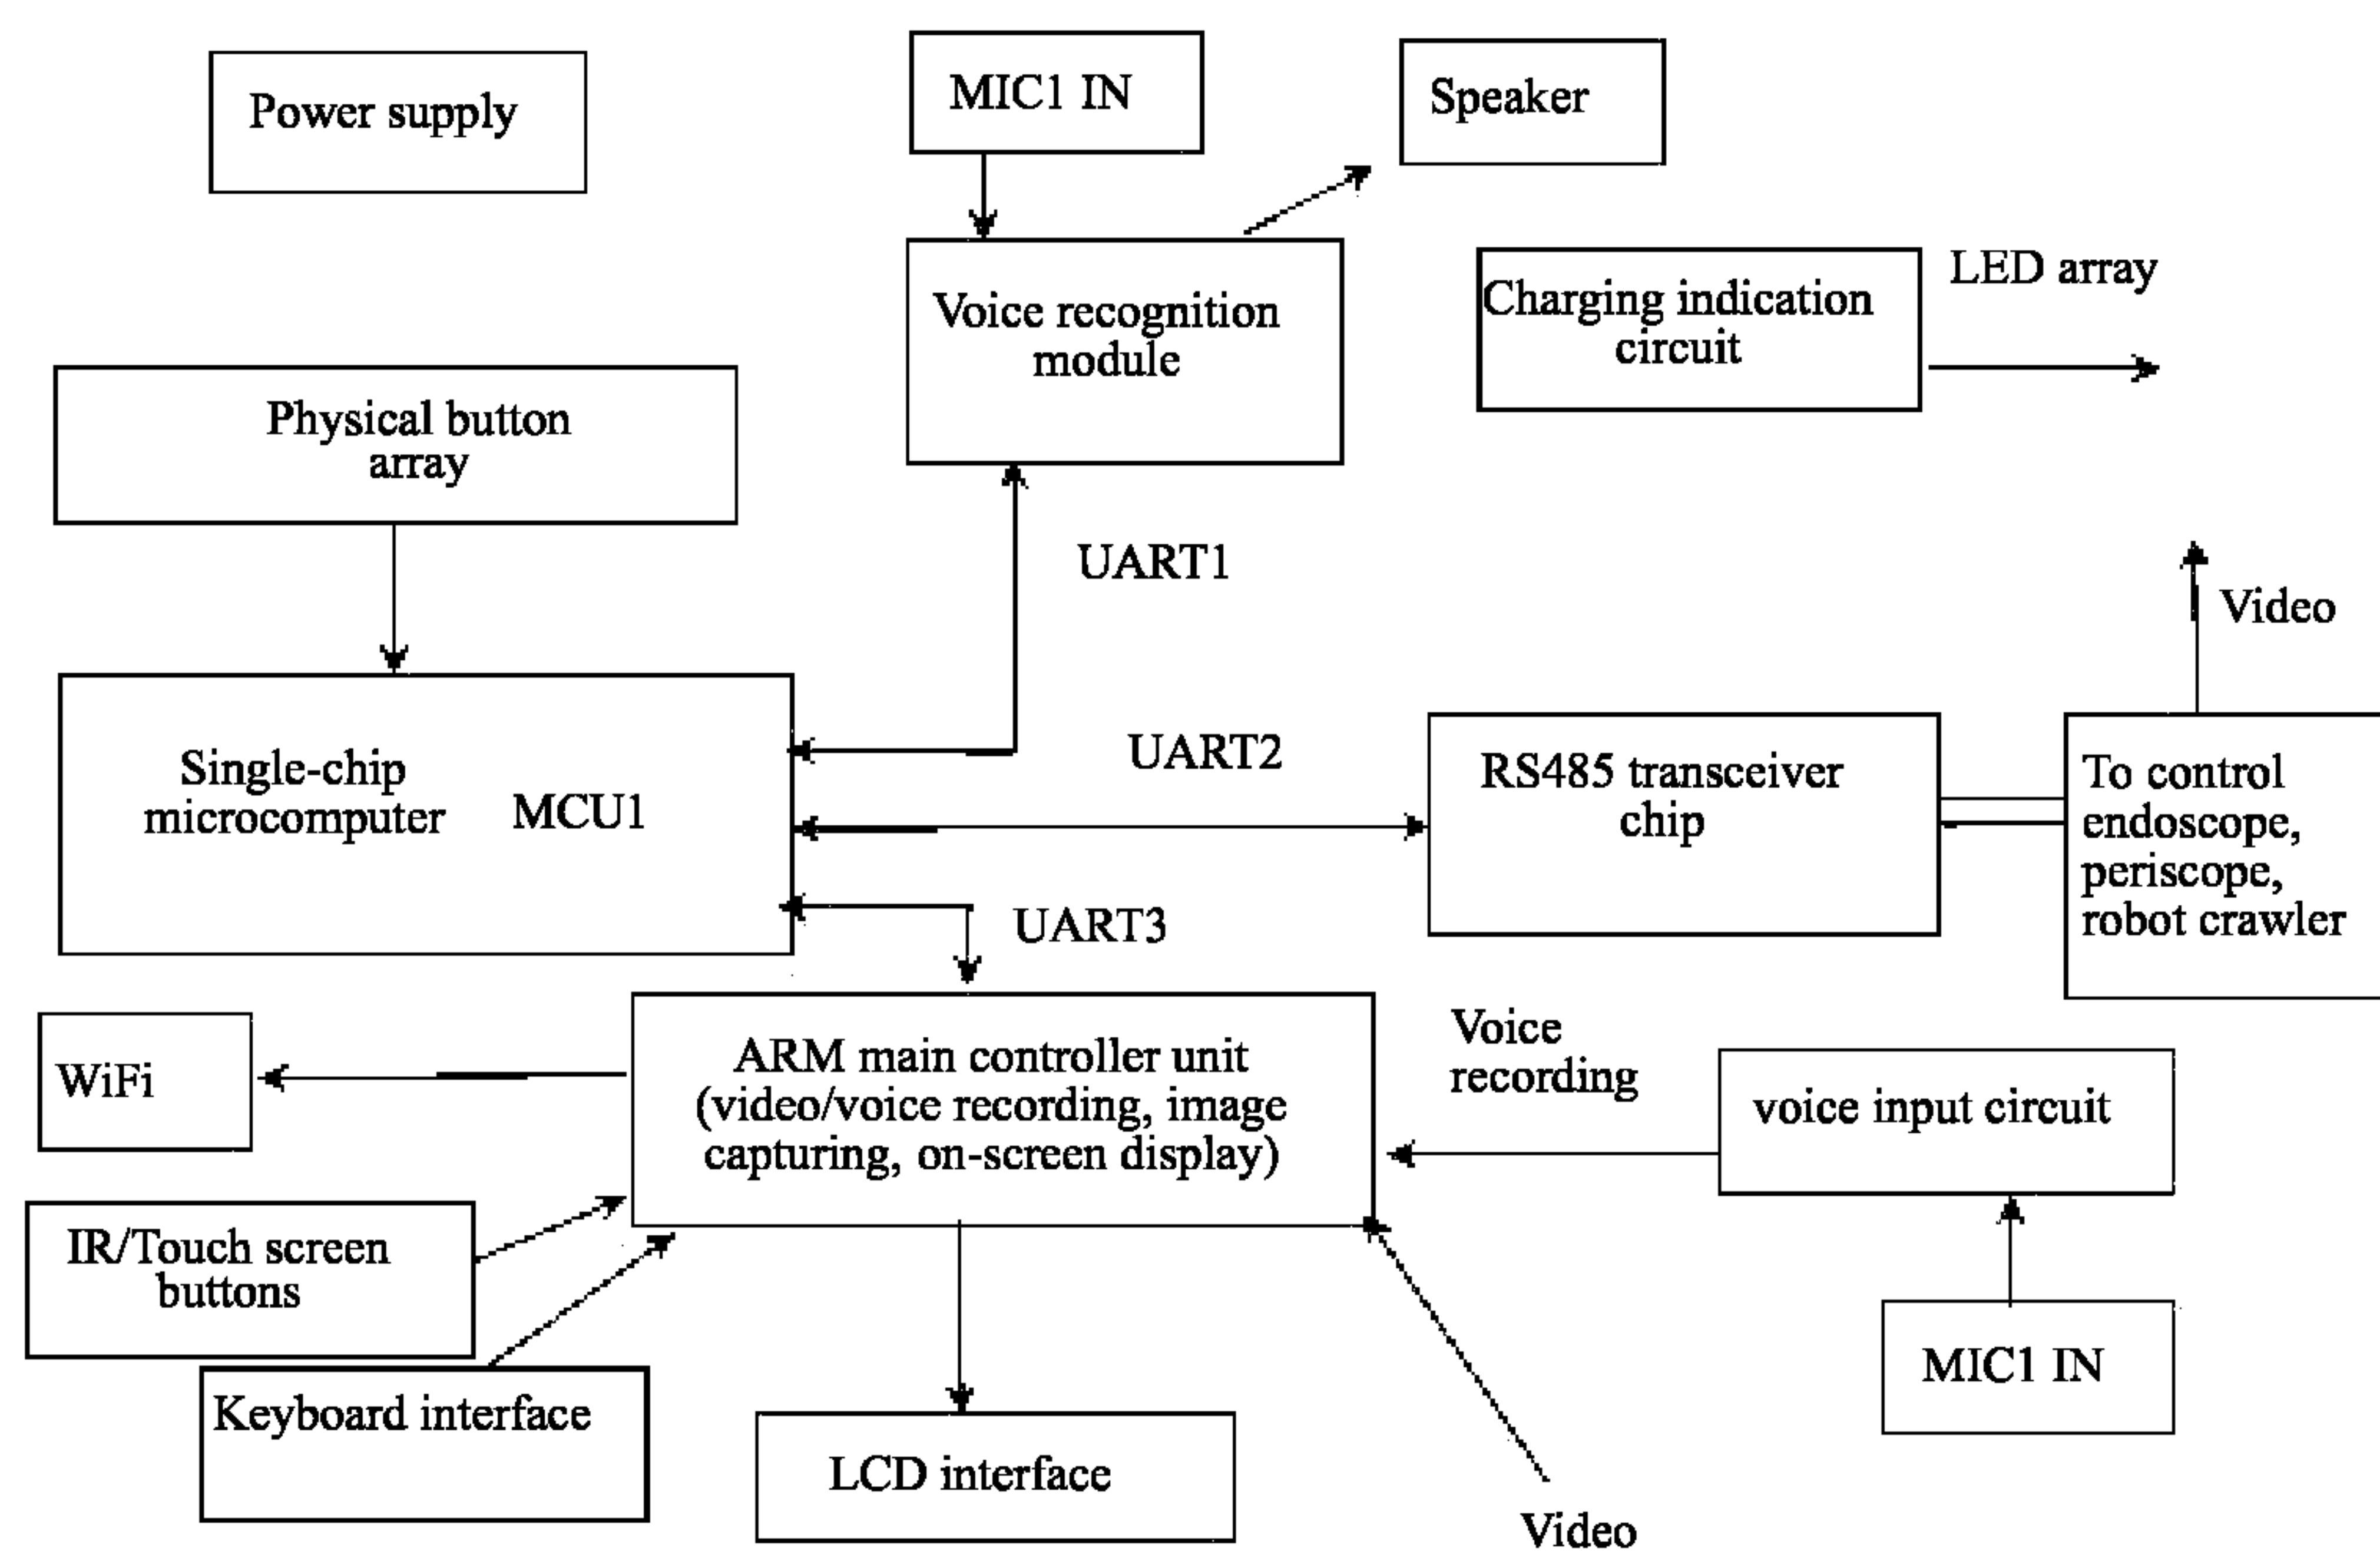 Power supply
MIC1 IN
Speaker
Voice recognition
module
Charging indication
circuit
LED array
Physical button
array
UART1
Video
Single-chip
microcomputer MCU1
UART2
RS485 transceiver
chip
To control
endoscope,
periscope,
robot crawler
UART3
WiFi
ARM main controller unit
(video/voice recording, image
capturing, on-screen display)
Voice
recording
voice input circuit
IR/Touch screen
buttons
Keyboard interface
LCD interface
MIC1 IN
Video